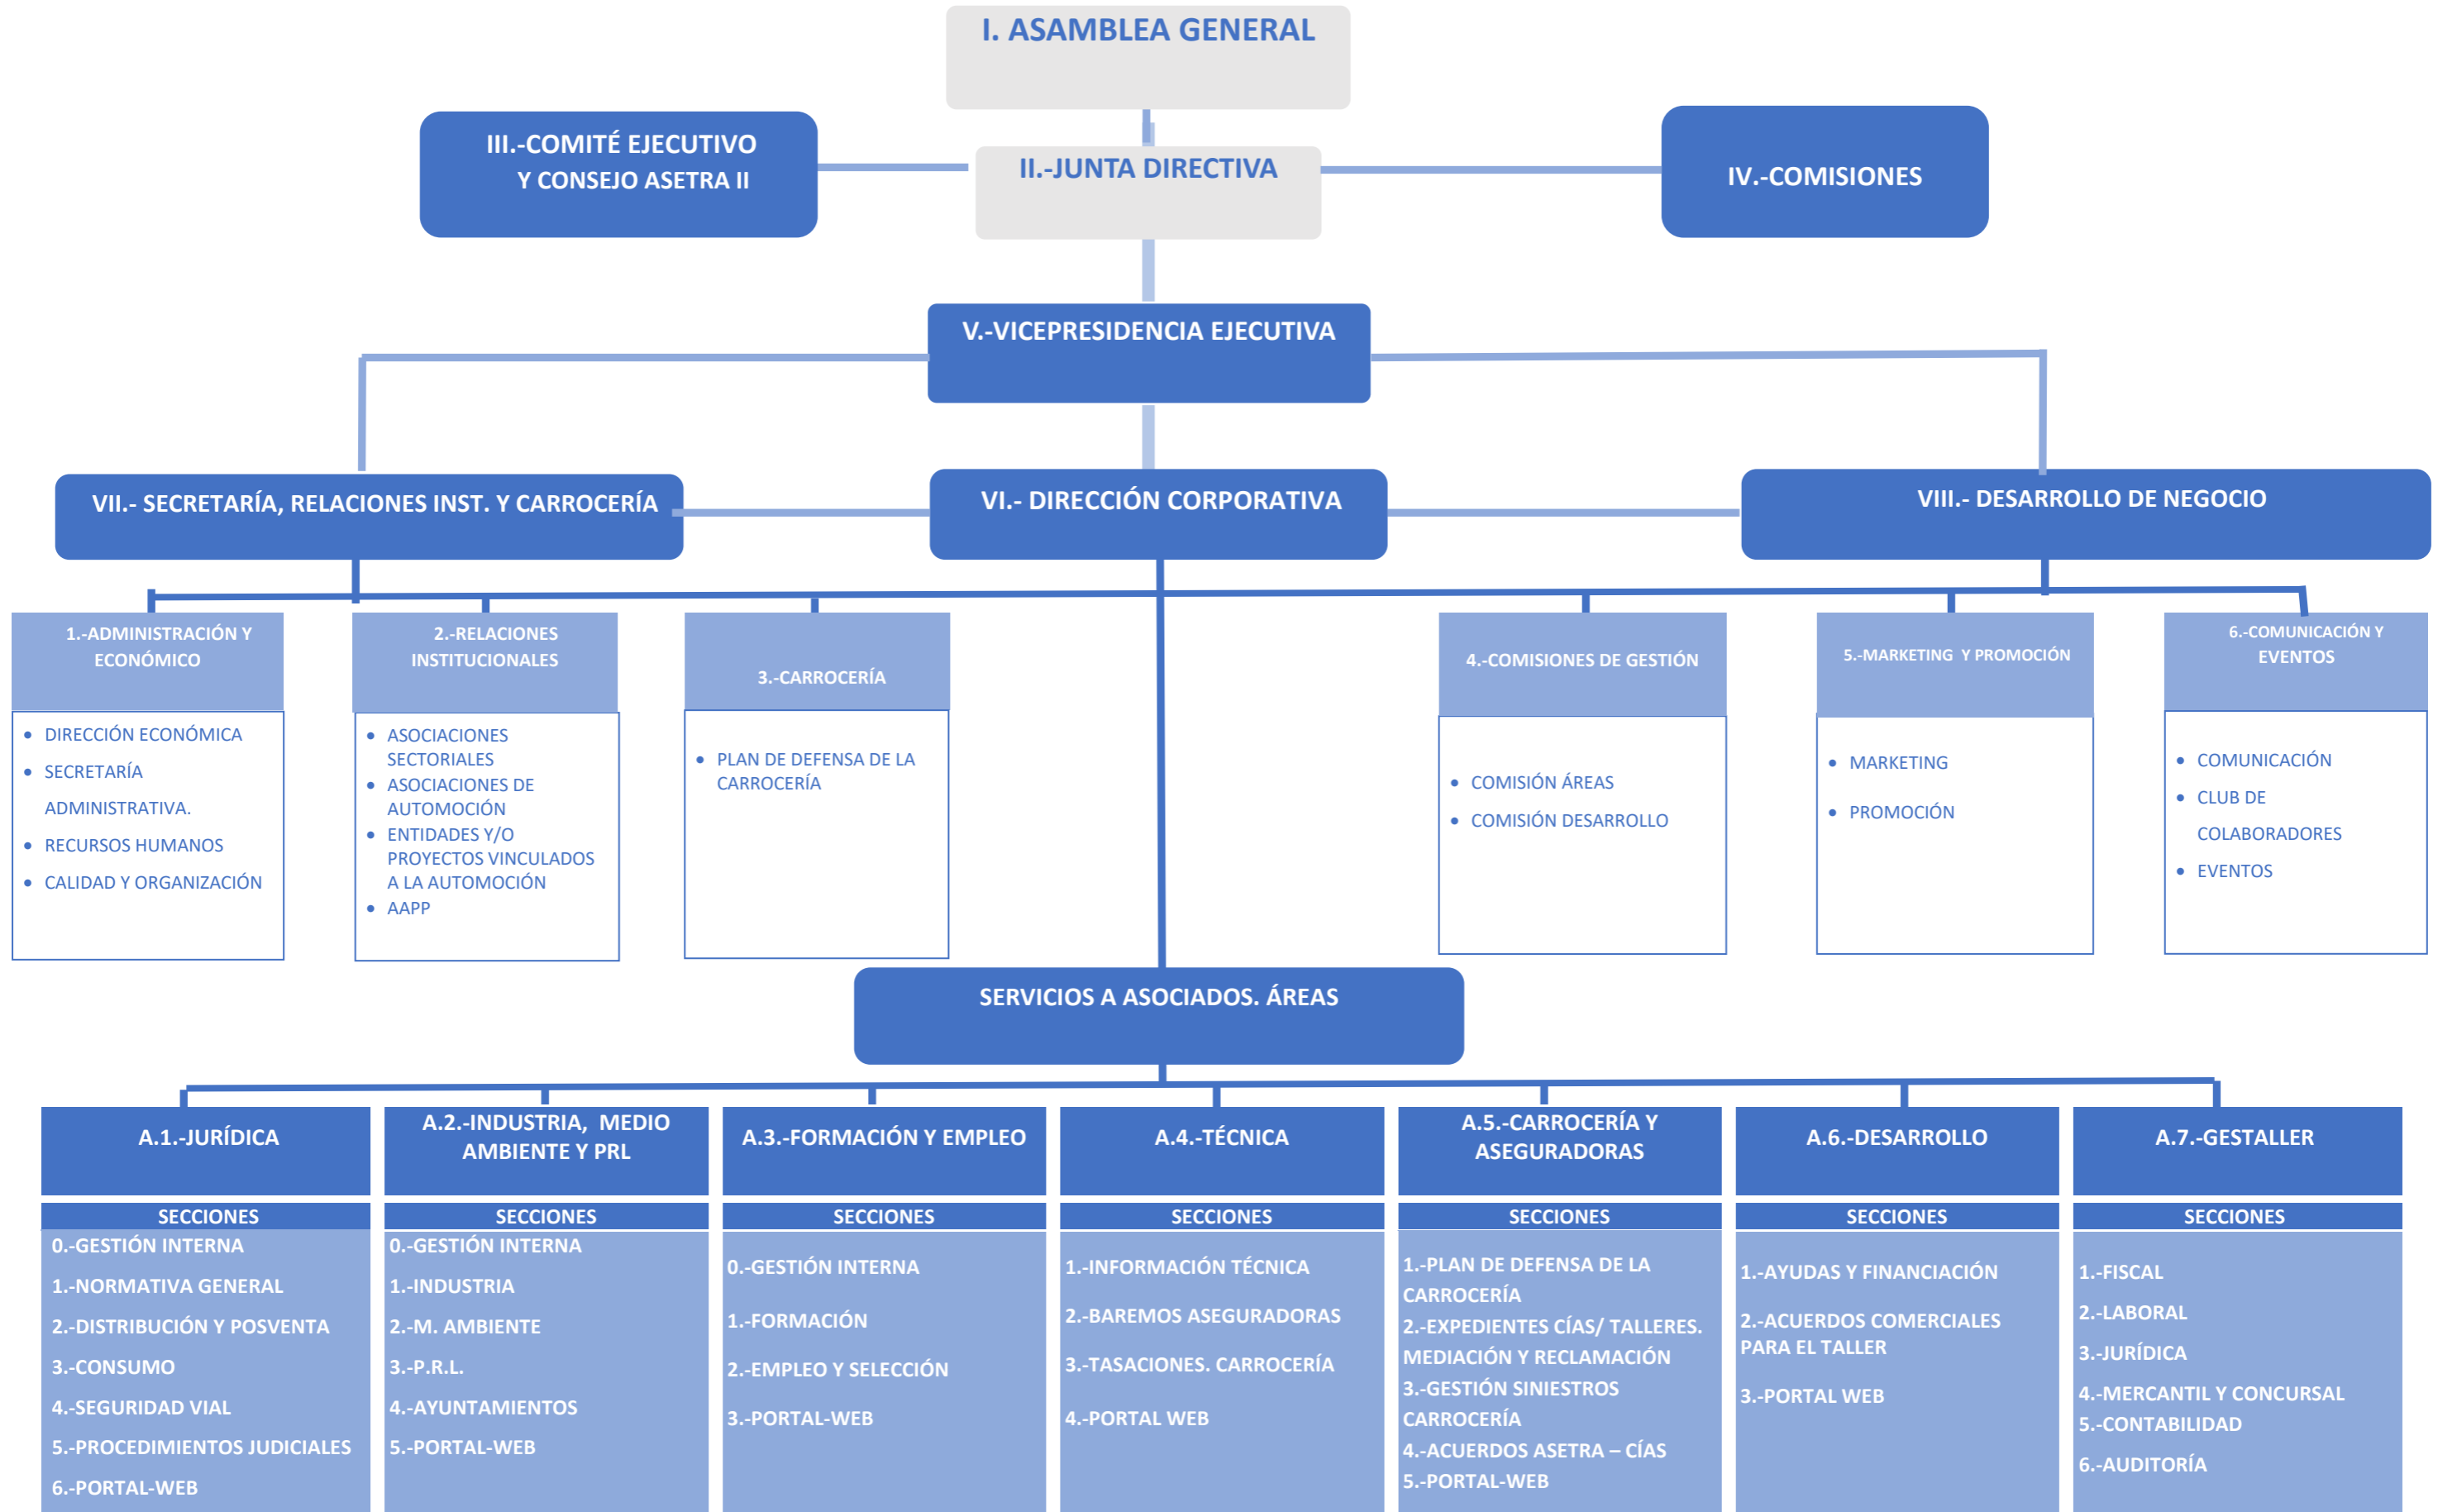 I. ASAMBLEA GENERAL
III.-COMITÉ EJECUTIVO
Y CONSEJO ASETRA II
II.-JUNTA DIRECTIVA
IV.-COMISIONES
V.-VICEPRESIDENCIA EJECUTIVA
VII.- SECRETARÍA, RELACIONES INST. Y CARROCERÍA
VI.- DIRECCIÓN CORPORATIVA
VIII.- DESARROLLO DE NEGOCIO
1.-ADMINISTRACIÓN Y
ECONÓMICO
• DIRECCIÓN ECONÓMICA
• SECRETARÍA
ADMINISTRATIVA.
• RECURSOS HUMANOS
• CALIDAD Y ORGANIZACIÓN
2.-RELACIONES
INSTITUCIONALES
• ASOCIACIONES
SECTORIALES
• ASOCIACIONES DE
AUTOMOCIÓN
• ENTIDADES Y/O
PROYECTOS VINCULADOS
A LA AUTOMOCIÓN
• AAPP
3.-CARROCERÍA
• PLAN DE DEFENSA DE LA
CARROCERÍA
4.-COMISIONES DE GESTIÓN
• COMISIÓN ÁREAS
• COMISIÓN DESARROLLO
5.-MARKETING Y PROMOCIÓN
• MARKETING
• PROMOCIÓN
6.-COMUNICACIÓN Y
EVENTOS
• COMUNICACIÓN
• CLUB DE
COLABORADORES
• EVENTOS
SERVICIOS A ASOCIADOS. ÁREAS
A.1.-JURÍDICA
SECCIONES
0.-GESTIÓN INTERNA
1.-NORMATIVA GENERAL
2.-DISTRIBUCIÓN Y POSVENTA
3.-CONSUMO
4.-SEGURIDAD VIAL
5.-PROCEDIMIENTOS JUDICIALES
6.-PORTAL-WEB
A.2.-INDUSTRIA, MEDIO
AMBIENTE Y PRL
SECCIONES
0.-GESTIÓN INTERNA
1.-INDUSTRIA
2.-M. AMBIENTE
3.-P.R.L.
4.-AYUNTAMIENTOS
5.-PORTAL-WEB
A.3.-FORMACIÓN Y EMPLEO
SECCIONES
0.-GESTIÓN INTERNA
1.-FORMACIÓN
2.-EMPLEO Y SELECCIÓN
3.-PORTAL-WEB
A.4.-TÉCNICA
SECCIONES
1.-INFORMACIÓN TÉCNICA
2.-BAREMOS ASEGURADORAS
3.-TASACIONES. CARROCERÍA
4.-PORTAL WEB
A.5.-CARROCERÍA Y
ASEGURADORAS
SECCIONES
1.-PLAN DE DEFENSA DE LA
CARROCERÍA
2.-EXPEDIENTES CÍAS/ TALLERES.
MEDIACIÓN Y RECLAMACIÓN
3.-GESTIÓN SINIESTROS
CARROCERÍA
4.-ACUERDOS ASETRA – CÍAS
5.-PORTAL-WEB
A.6.-DESARROLLO
SECCIONES
1.-AYUDAS Y FINANCIACIÓN
2.-ACUERDOS COMERCIALES
PARA EL TALLER
3.-PORTAL WEB
A.7.-GESTALLER
SECCIONES
1.-FISCAL
2.-LABORAL
3.-JURÍDICA
4.-MERCANTIL Y CONCURSAL
5.-CONTABILIDAD
6.-AUDITORÍA